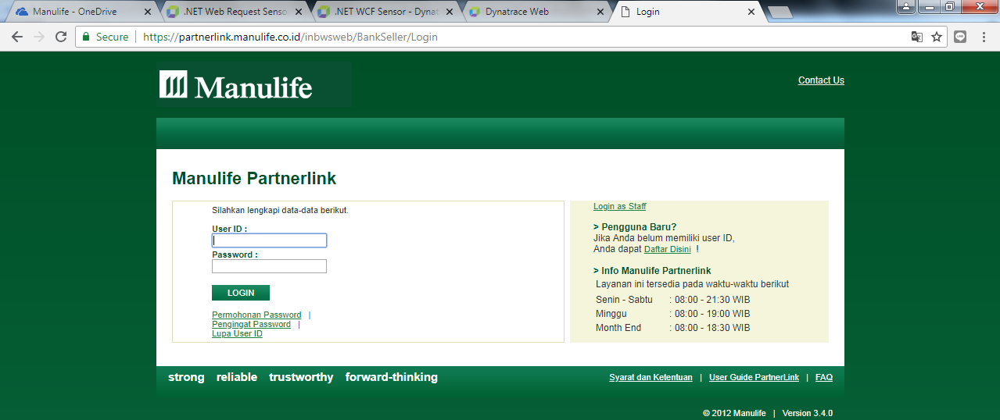 Manulife - OneDrive
.NET Web Request Senso
.NET WCF Sensor - Dynat
Dynatrace Web
Login
Secure
https://partnerlink.manulife.co.id/inbwsweb/BankSeller/Login
Manulife
Contact Us
Manulife Partnerlink
Silahkan lengkapi data-data berikut.
User ID :
Password :
LOGIN
Permohonan Password |
Pengingat Password |
Lupa User ID
Login as Staff
> Pengguna Baru?
Jika Anda belum memiliki user ID,
Anda dapat Daftar Disini !
> Info Manulife Partnerlink
Layanan ini tersedia pada waktu-waktu berikut
Senin - Sabtu : 08:00 - 21:30 WIB
Minggu : 08:00 - 19:00 WIB
Month End : 08:00 - 18:30 WIB
strong reliable trustworthy forward-thinking
Syarat dan Ketentuan | User Guide PartnerLink | FAQ
© 2012 Manulife | Version 3.4.0